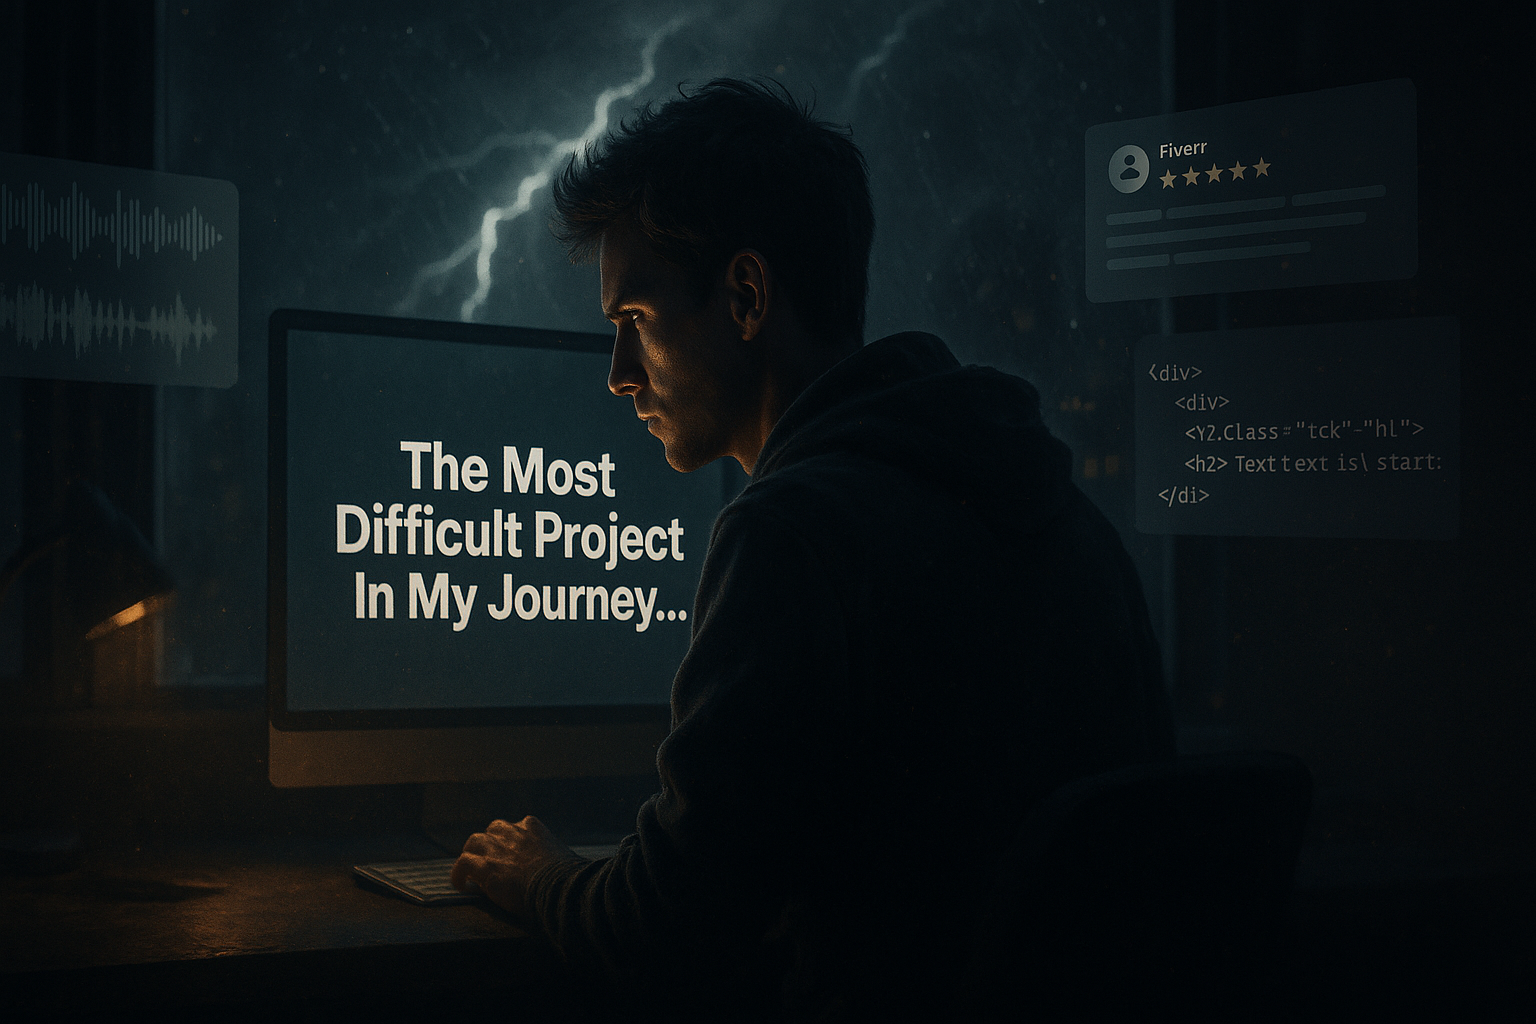 The Most
Difficult Project
In My Journey...
Fiverr
<div>
<div>
<Y2.Class="tck"-"hl">
<h2> Text text is\ start:
</di>